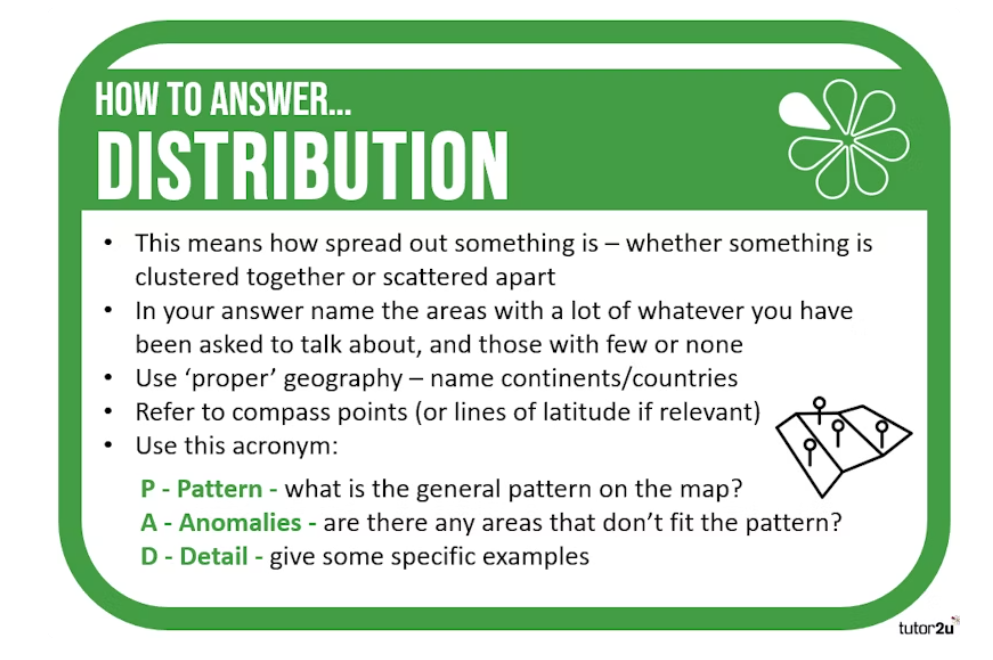 HOW TO ANSWER...
DISTRIBUTION
• This means how spread out something is – whether something is
clustered together or scattered apart
• In your answer name the areas with a lot of whatever you have
been asked to talk about, and those with few or none
• Use ‘proper’ geography – name continents/countries
• Refer to compass points (or lines of latitude if relevant)
• Use this acronym:
P - Pattern - what is the general pattern on the map?
A - Anomalies - are there any areas that don’t fit the pattern?
D - Detail - give some specific examples
tutor2u